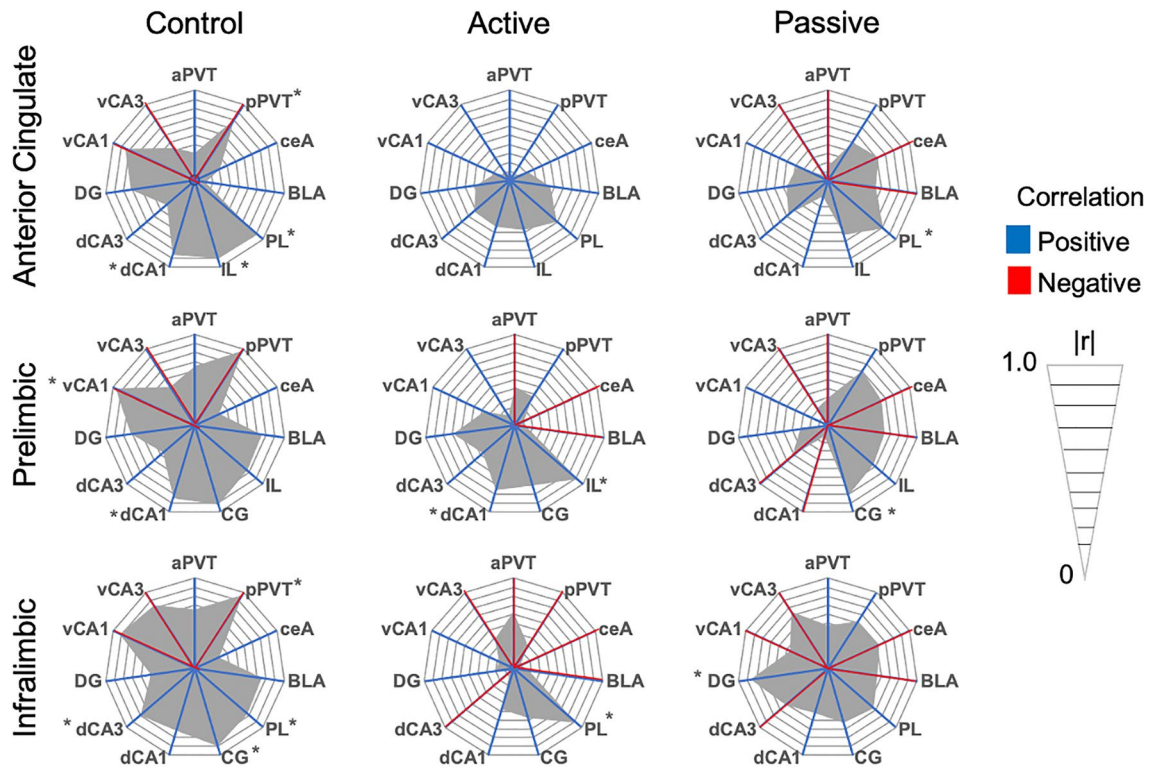 Control Active Passive
Anterior Cingulate
aPVT
vCA3 pPVT*
vCA1 ceA
DG BLA
dCA3 PL*
*dCA1 IL*
aPVT
vCA3 pPVT
vCA1 ceA
DG BLA
dCA3 PL
dCA1 IL
aPVT
vCA3 pPVT
vCA1 ceA
DG BLA
dCA3 PL*
dCA1 IL
Prelimbic
aPVT
vCA3 pPVT
*vCA1 ceA
DG BLA
dCA3 IL
*dCA1 CG
aPVT
vCA3 pPVT
vCA1 ceA
DG BLA
dCA3 IL*
*dCA1 CG
aPVT
vCA3 pPVT
vCA1 ceA
DG BLA
dCA3 IL
dCA1 CG*
Infralimbic
aPVT
vCA3 pPVT*
vCA1 ceA
DG BLA
*dCA3 PL*
dCA1 CG*
aPVT
vCA3 pPVT
vCA1 ceA
DG BLA
dCA3 PL*
dCA1 CG
aPVT
vCA3 pPVT
vCA1 ceA
*DG BLA
dCA3 PL
dCA1 CG
Correlation
Positive
Negative
|r|
1.0
0